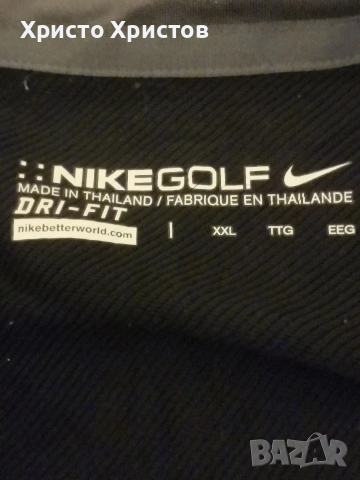 Христо Христов
NIKEGOLF
MADE IN THAILAND / FABRIQUE EN THAILANDE
DRI-FIT
nikebetterworld.com | XXL TTG EEG
BAZAR